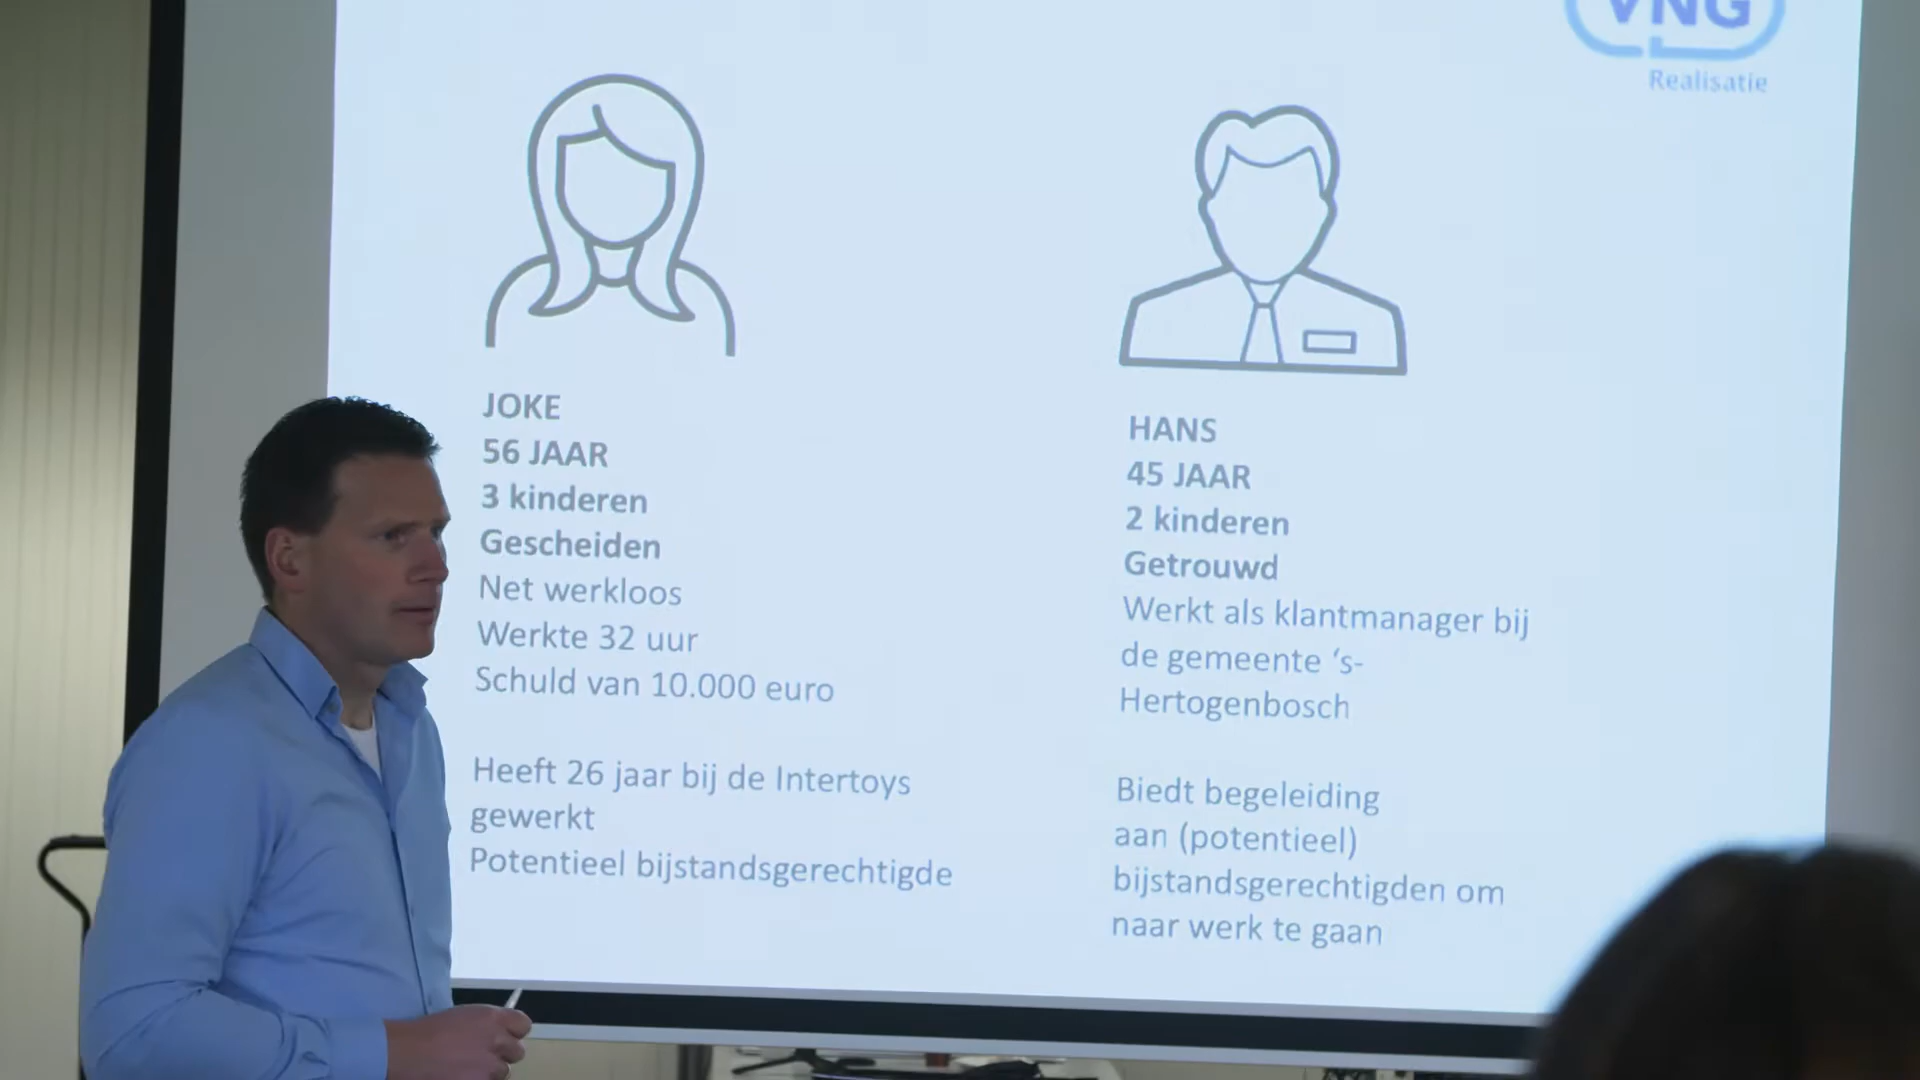 VNG
Realisatie
JOKE
56 JAAR
3 kinderen
Gescheiden
Net werkloos
Werkte 32 uur
Schuld van 10.000 euro
Heeft 26 jaar bij de Intertoys
gewerkt
Potentieel bijstandsgerechtigde
HANS
45 JAAR
2 kinderen
Getrouwd
Werkt als klantmanager bij
de gemeente ‘s-
Hertogenbosch
Biedt begeleiding
aan (potentieel)
bijstandsgerechtigden om
naar werk te gaan